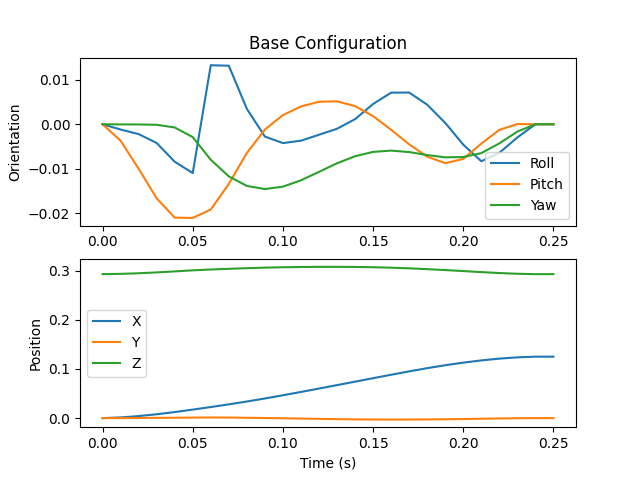 Base Configuration
Orientation
0.01
0.00
−0.01
−0.02
0.00 0.05 0.10 0.15 0.20 0.25
Roll
Pitch
Yaw
Position
0.3
0.2
0.1
0.0
X
Y
Z
0.00 0.05 0.10 0.15 0.20 0.25
Time (s)